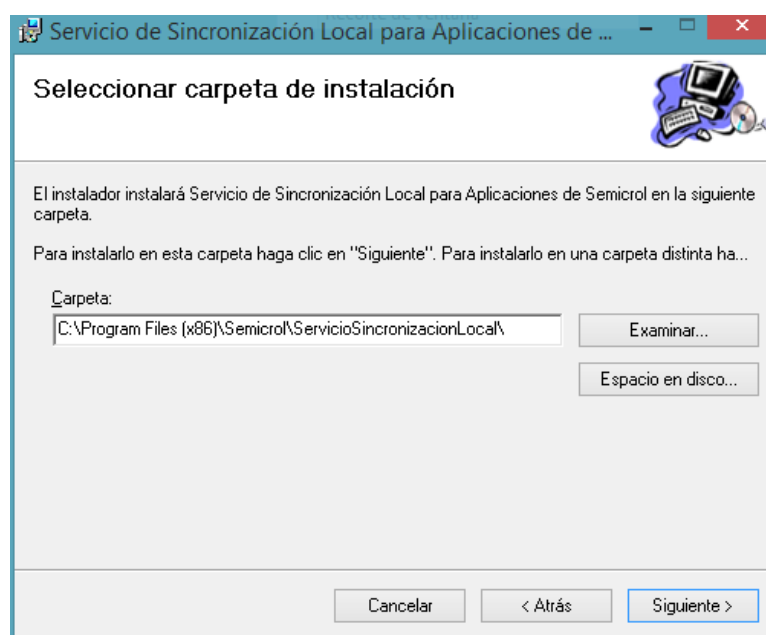 Servicio de Sincronización Local para Aplicaciones de ...
Seleccionar carpeta de instalación
El instalador instalará Servicio de Sincronización Local para Aplicaciones de Semicrol en la siguiente
carpeta.
Para instalarlo en esta carpeta haga clic en "Siguiente". Para instalarlo en una carpeta distinta ha...
Carpeta:
C:\Program Files (x86)\Semicrol\ServicioSincronizacionLocal\
Examinar...
Espacio en disco...
Cancelar
< Atrás
Siguiente >